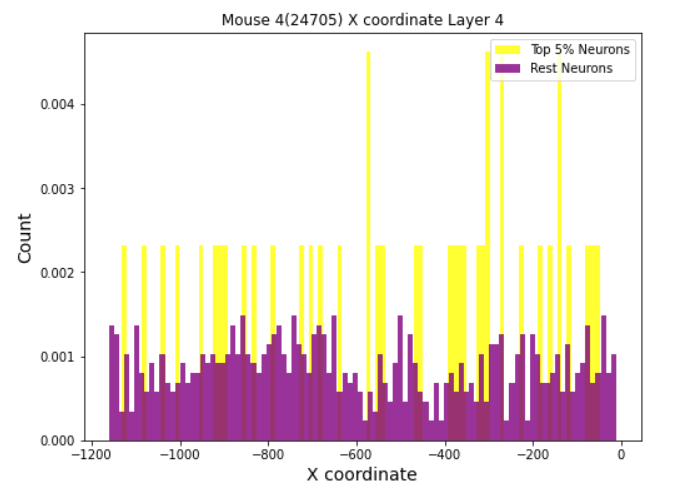 Mouse 4(24705) X coordinate Layer 4
Top 5% Neurons
Rest Neurons
0.004
0.003
0.002
0.001
0.000
Count
−1200 −1000 −800 −600 −400 −200 0
X coordinate